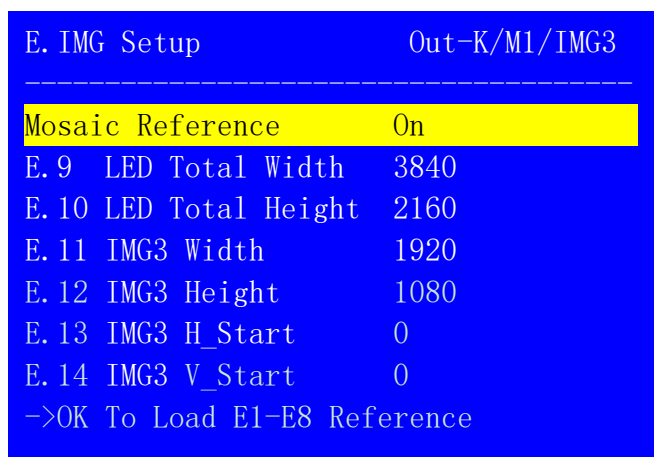 E.IMG Setup Out-K/M1/IMG3
--------------------------------------
Mosaic Reference On
E.9 LED Total Width 3840
E.10 LED Total Height 2160
E.11 IMG3 Width 1920
E.12 IMG3 Height 1080
E.13 IMG3 H_Start 0
E.14 IMG3 V_Start 0
->OK To Load E1-E8 Reference